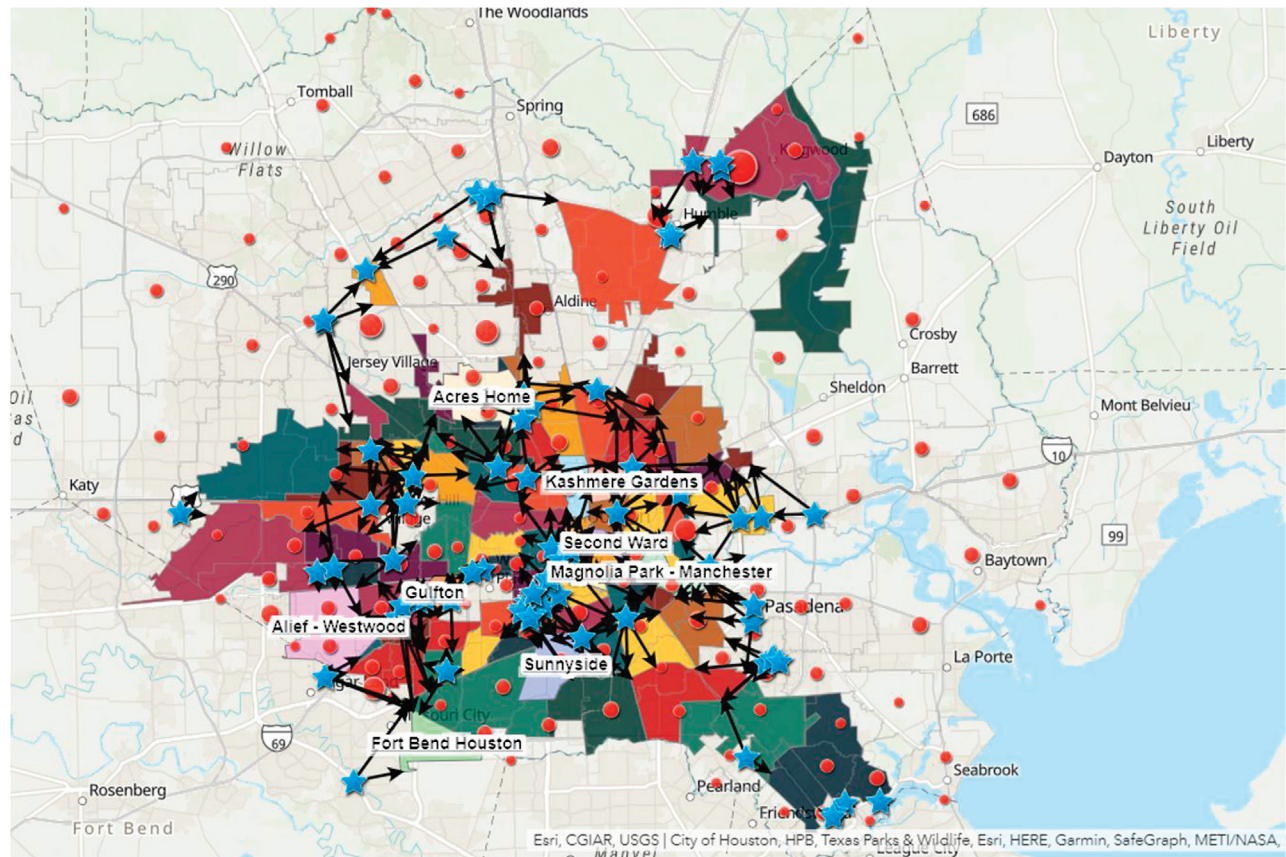 The Woodlands
Liberty
Tomball
Spring
686
Willow
Flats
Kingwood
Liberty
Dayton
South
Liberty Oil
Field
Humble
290
Aldine
Crosby
Jersey Village
Barrett
Sheldon
Acres Home
Mont Belvieu
10
Katy
Kashmere Gardens
99
Second Ward
Baytown
Magnolia Park - Manchester
Gulfton
Pasadena
Alief - Westwood
La Porte
Sunnyside
Fort Bend Houston
69
Seabrook
Rosenberg
Pearland
Fort Bend
Esri, CGIAR, USGS | City of Houston, HPB, Texas Parks & Wildlife, Esri, HERE, Garmin, SafeGraph, METI/NASA,
League City
Manvel